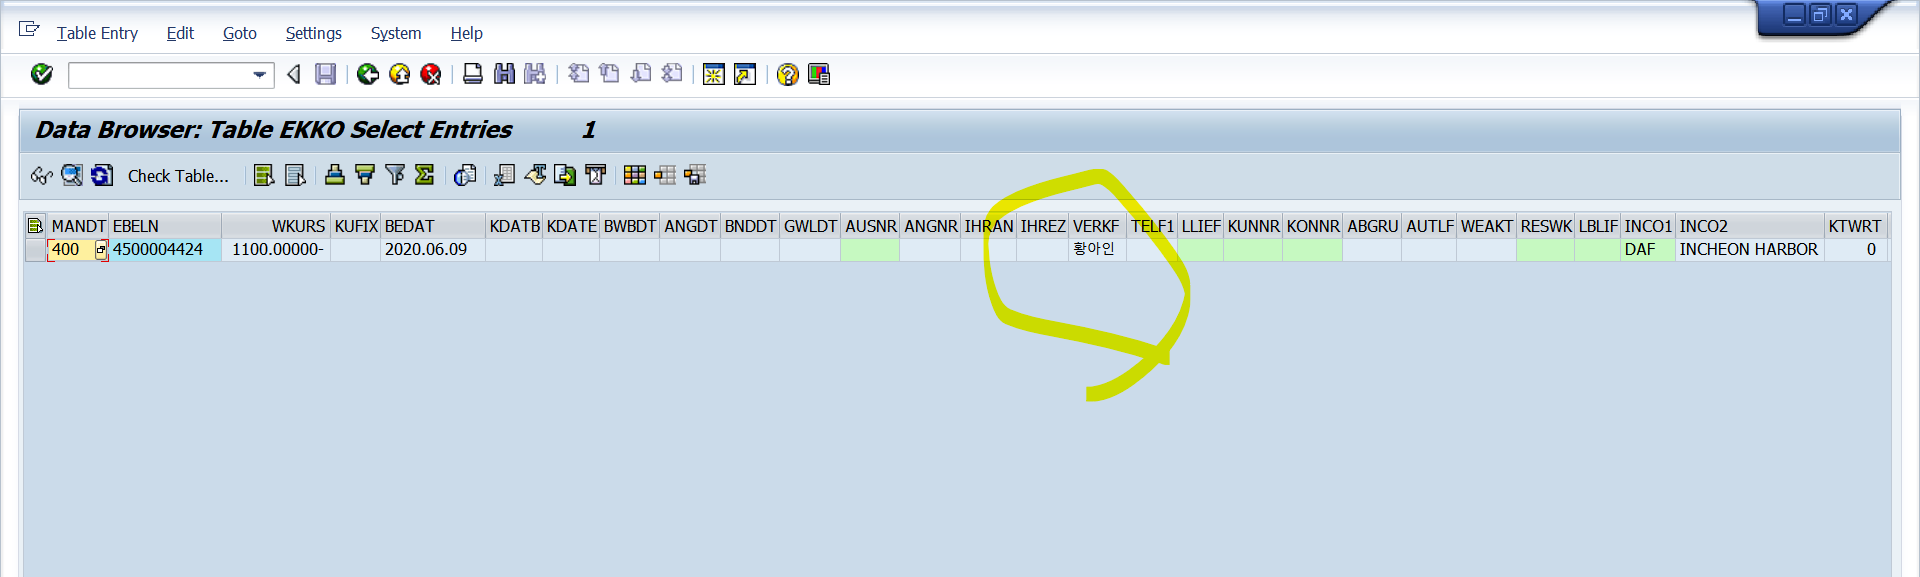 Table Entry Edit Goto Settings System Help
Data Browser: Table EKKO Select Entries 1
Check Table...
MANDT EBELN WKURS KUFIX BEDAT KDATB KDATE BWBDT ANGDT BNDDT GWLDT AUSNR ANGNR IHRAN IHREZ VERKF TELF1 LLIEF KUNNR KONNR ABGRU AUTLF WEAKT RESWK LBLIF INCO1 INCO2 KTWRT
400 4500004424 1100.00000- 2020.06.09 황아인 DAF INCHEON HARBOR 0